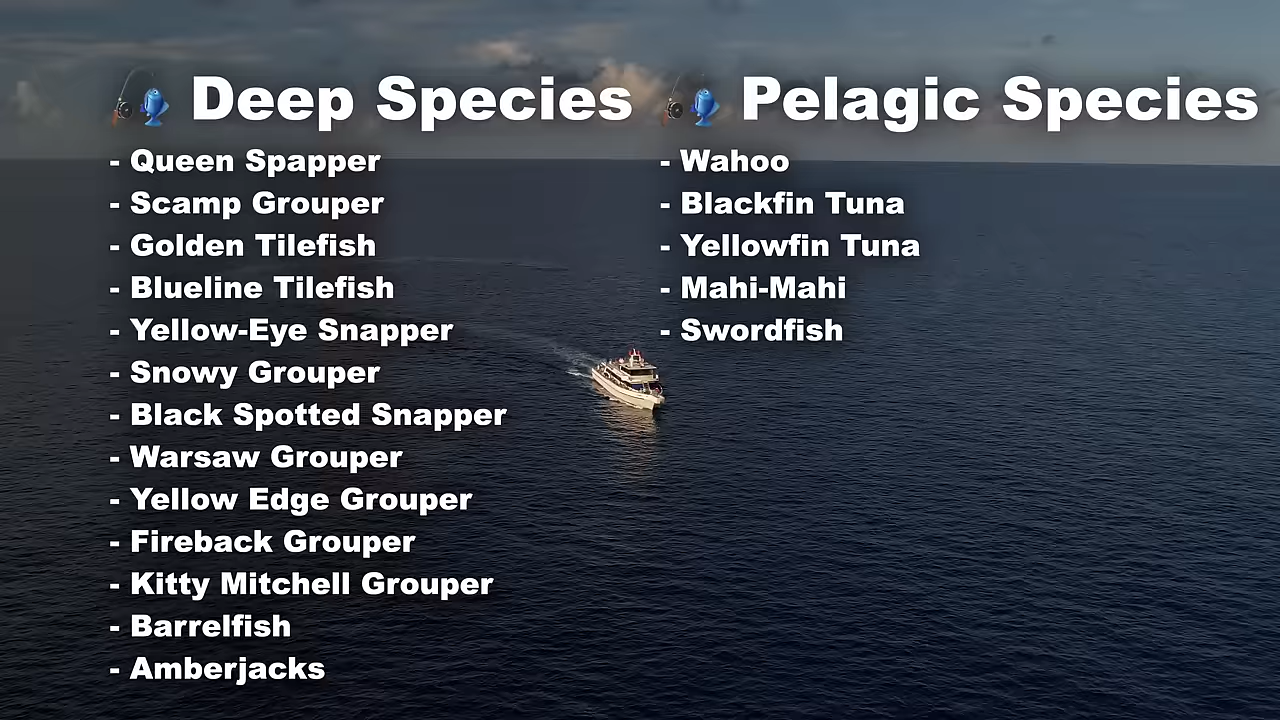 🎣 Deep Species
- Queen Spapper
- Scamp Grouper
- Golden Tilefish
- Blueline Tilefish
- Yellow-Eye Snapper
- Snowy Grouper
- Black Spotted Snapper
- Warsaw Grouper
- Yellow Edge Grouper
- Fireback Grouper
- Kitty Mitchell Grouper
- Barrelfish
- Amberjacks
🎣 Pelagic Species
- Wahoo
- Blackfin Tuna
- Yellowfin Tuna
- Mahi-Mahi
- Swordfish